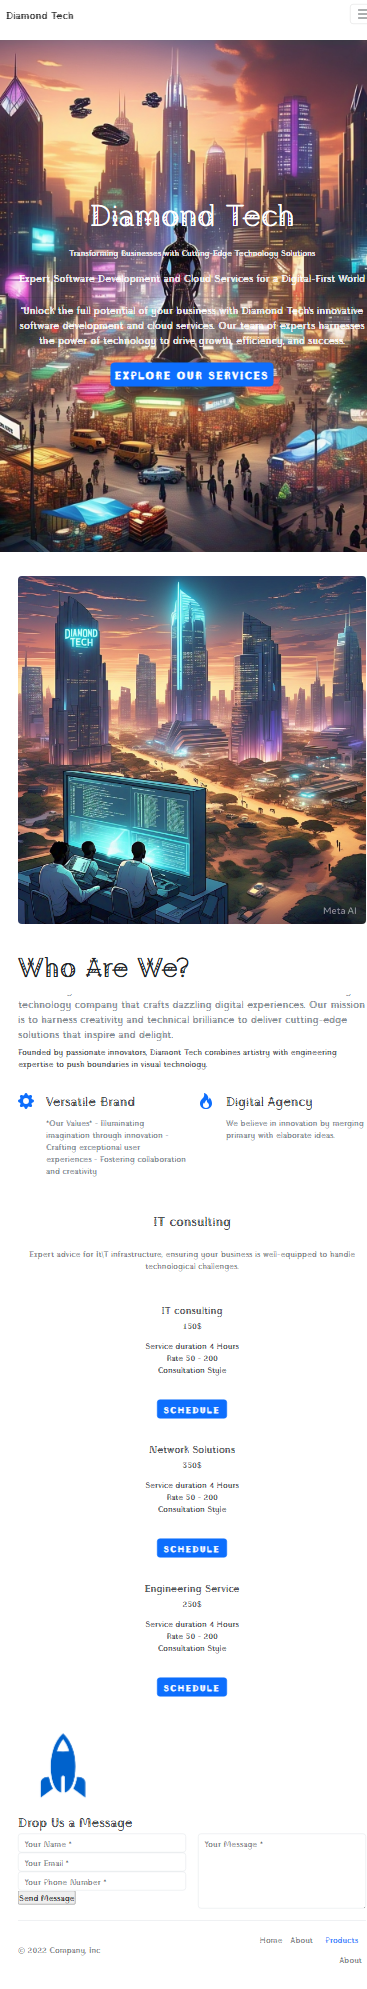 Diamond Tech
Diamond Tech
Transforming Businesses with Cutting-Edge Technology Solutions
Expert Software Development and Cloud Services for a Digital-First World
"Unlock the full potential of your business with Diamond Tech's innovative
software development and cloud services. Our team of experts harnesses
the power of technology to drive growth, efficiency, and success."
EXPLORE OUR SERVICES
DIANOND
TECH
Meta AI
Who Are We?
technology company that crafts dazzling digital experiences. Our mission
is to harness creativity and technical brilliance to deliver cutting-edge
solutions that inspire and delight.
Founded by passionate innovators, Diamont Tech combines artistry with engineering
expertise to push boundaries in visual technology.
Versatile Brand
"Our Values" - Illuminating
imagination through innovation -
Crafting exceptional user
experiences - Fostering collaboration
and creativity
Digital Agency
We believe in innovation by merging
primary with elaborate ideas.
IT consulting
Expert advice for It\T infrastructure, ensuring your business is well-equipped to handle
technological challenges.
IT consulting
150$
Service duration 4 Hours
Rate 50 - 200
Consultation Style
SCHEDULE
Network Solutions
350$
Service duration 4 Hours
Rate 50 - 200
Consultation Style
SCHEDULE
Engineering Service
250$
Service duration 4 Hours
Rate 50 - 200
Consultation Style
SCHEDULE
Drop Us a Message
Your Name *
Your Email *
Your Phone Number *
Send Message
Your Message *
© 2022 Company, Inc
Home About Products
About